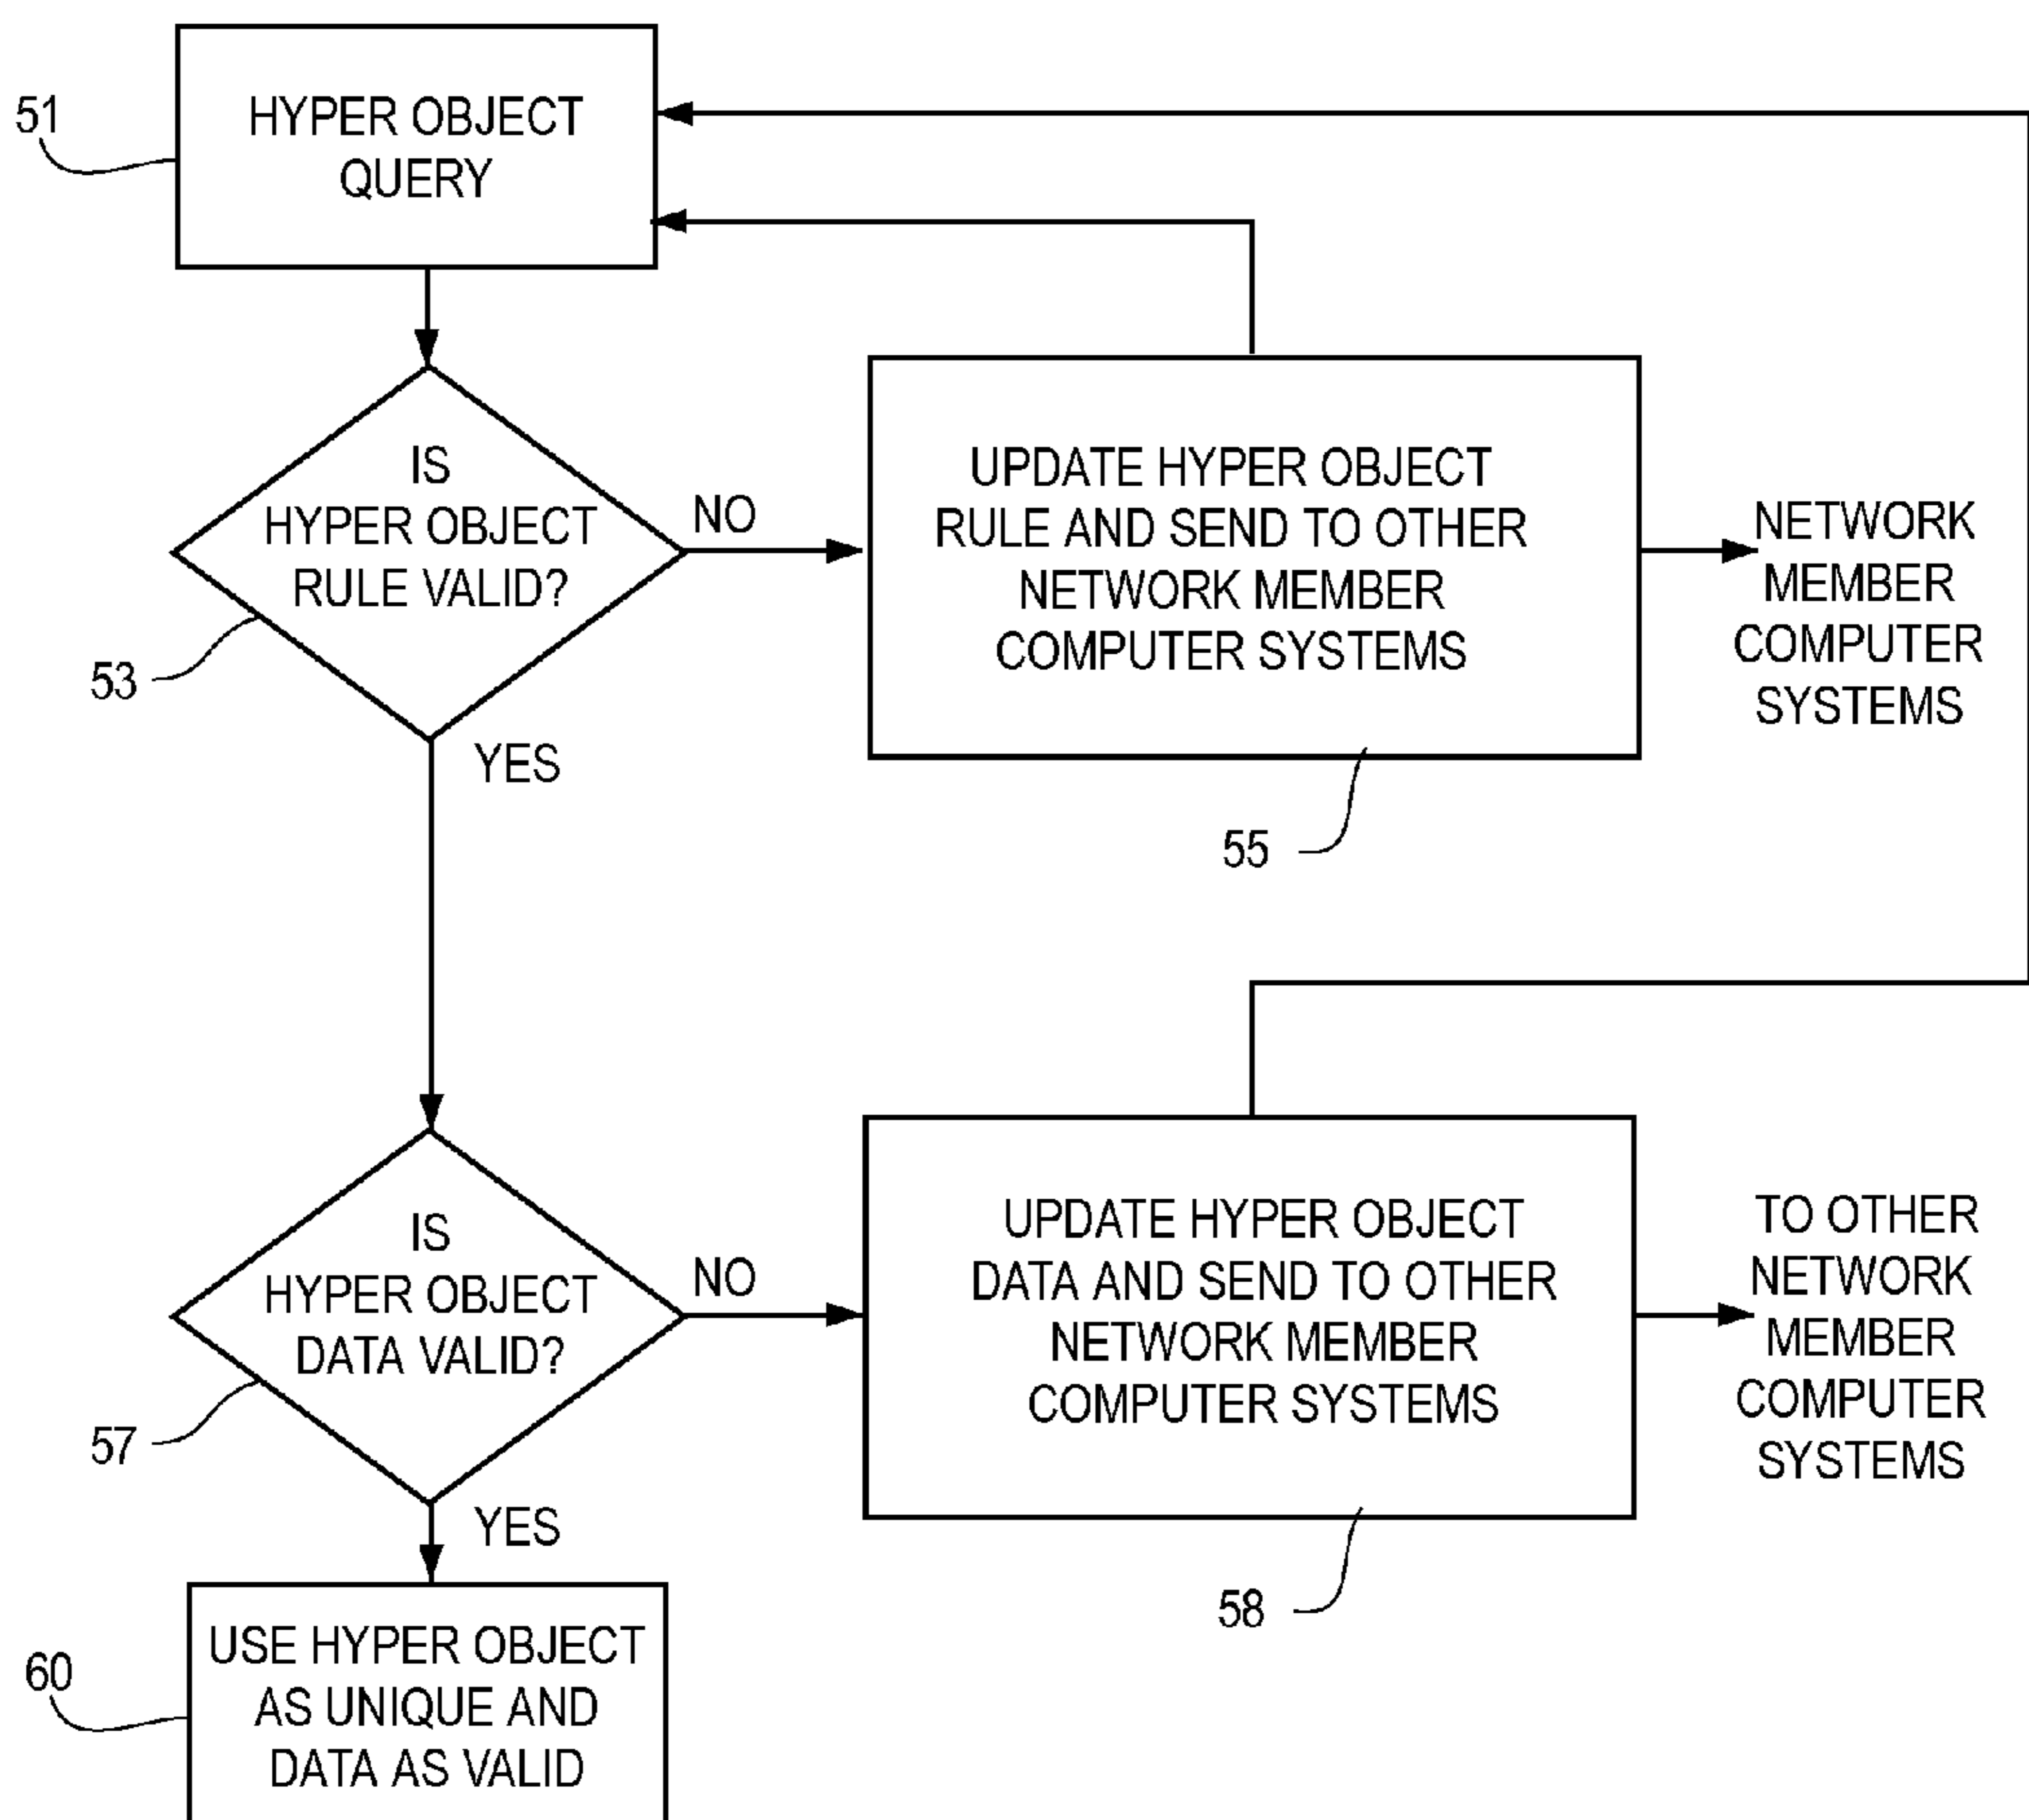 51
HYPER OBJECT
QUERY
IS
HYPER OBJECT
RULE VALID?
NO
53
YES
UPDATE HYPER OBJECT
RULE AND SEND TO OTHER
NETWORK MEMBER
COMPUTER SYSTEMS
NETWORK
MEMBER
COMPUTER
SYSTEMS
55
IS
HYPER OBJECT
DATA VALID?
NO
57
YES
UPDATE HYPER OBJECT
DATA AND SEND TO OTHER
NETWORK MEMBER
COMPUTER SYSTEMS
TO OTHER
NETWORK
MEMBER
COMPUTER
SYSTEMS
58
60
USE HYPER OBJECT
AS UNIQUE AND
DATA AS VALID